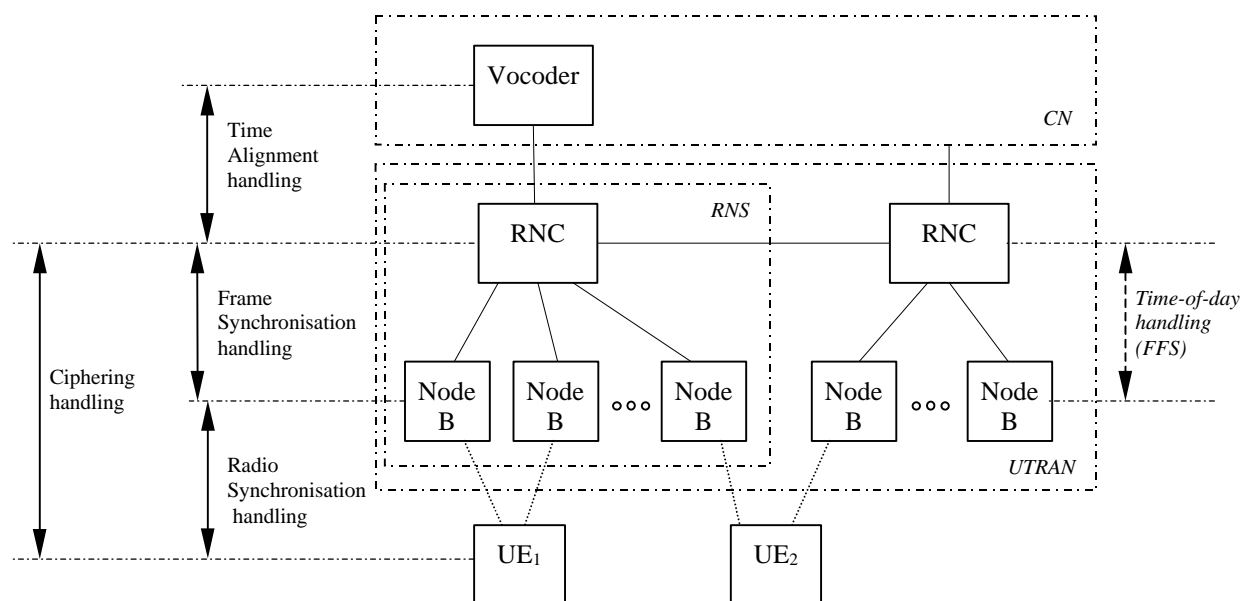 Vocoder
CN
Time
Alignment
handling
RNS
RNC
RNC
Frame
Synchronisation
handling
Time-of-day
handling
(FFS)
Ciphering
handling
Node
B
Node
B
Node
B
Node
B
Node
B
UTRAN
Radio
Synchronisation
handling
UE1
UE2